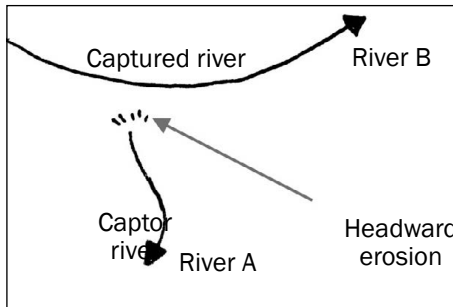 Captured river
River B
Captor
river
River A
Headward
erosion